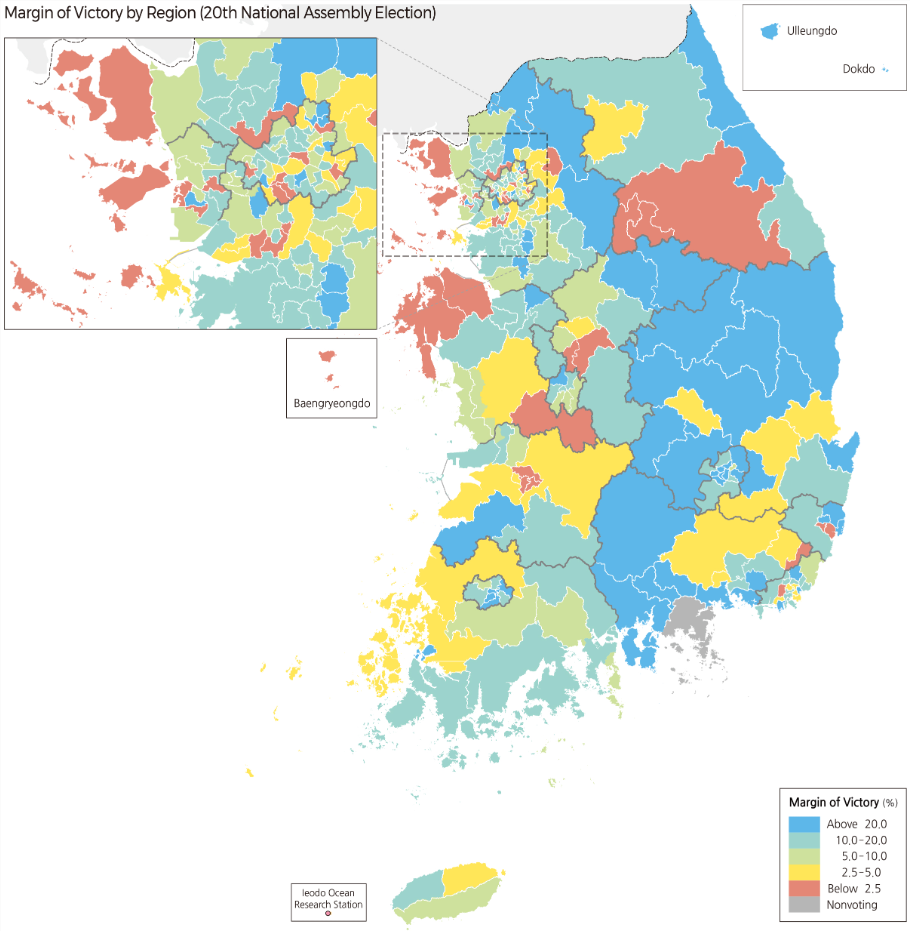 Margin of Victory by Region (20th National Assembly Election)
Ulleungdo
Dokdo
Baengryeongdo
Margin of Victory (%)
Above 20.0
10.0-20.0
5.0-10.0
2.5-5.0
Below 2.5
Nonvoting
Ieodo Ocean
Research Station